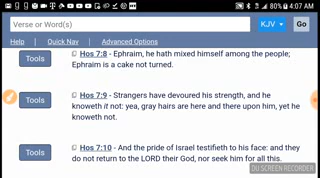 80% 4:07 AM
Verse or Word(s) KJV Go
Help | Quick Nav | Advanced Options
Tools Hos 7:8 - Ephraim, he hath mixed himself among the people;
Ephraim is a cake not turned.
Tools Hos 7:9 - Strangers have devoured his strength, and he
knoweth it not: yea, gray hairs are here and there upon him, yet he
knoweth not.
Tools Hos 7:10 - And the pride of Israel testifieth to his face: and they
do not return to the LORD their God, nor seek him for all this.
DU SCREEN RECORDER